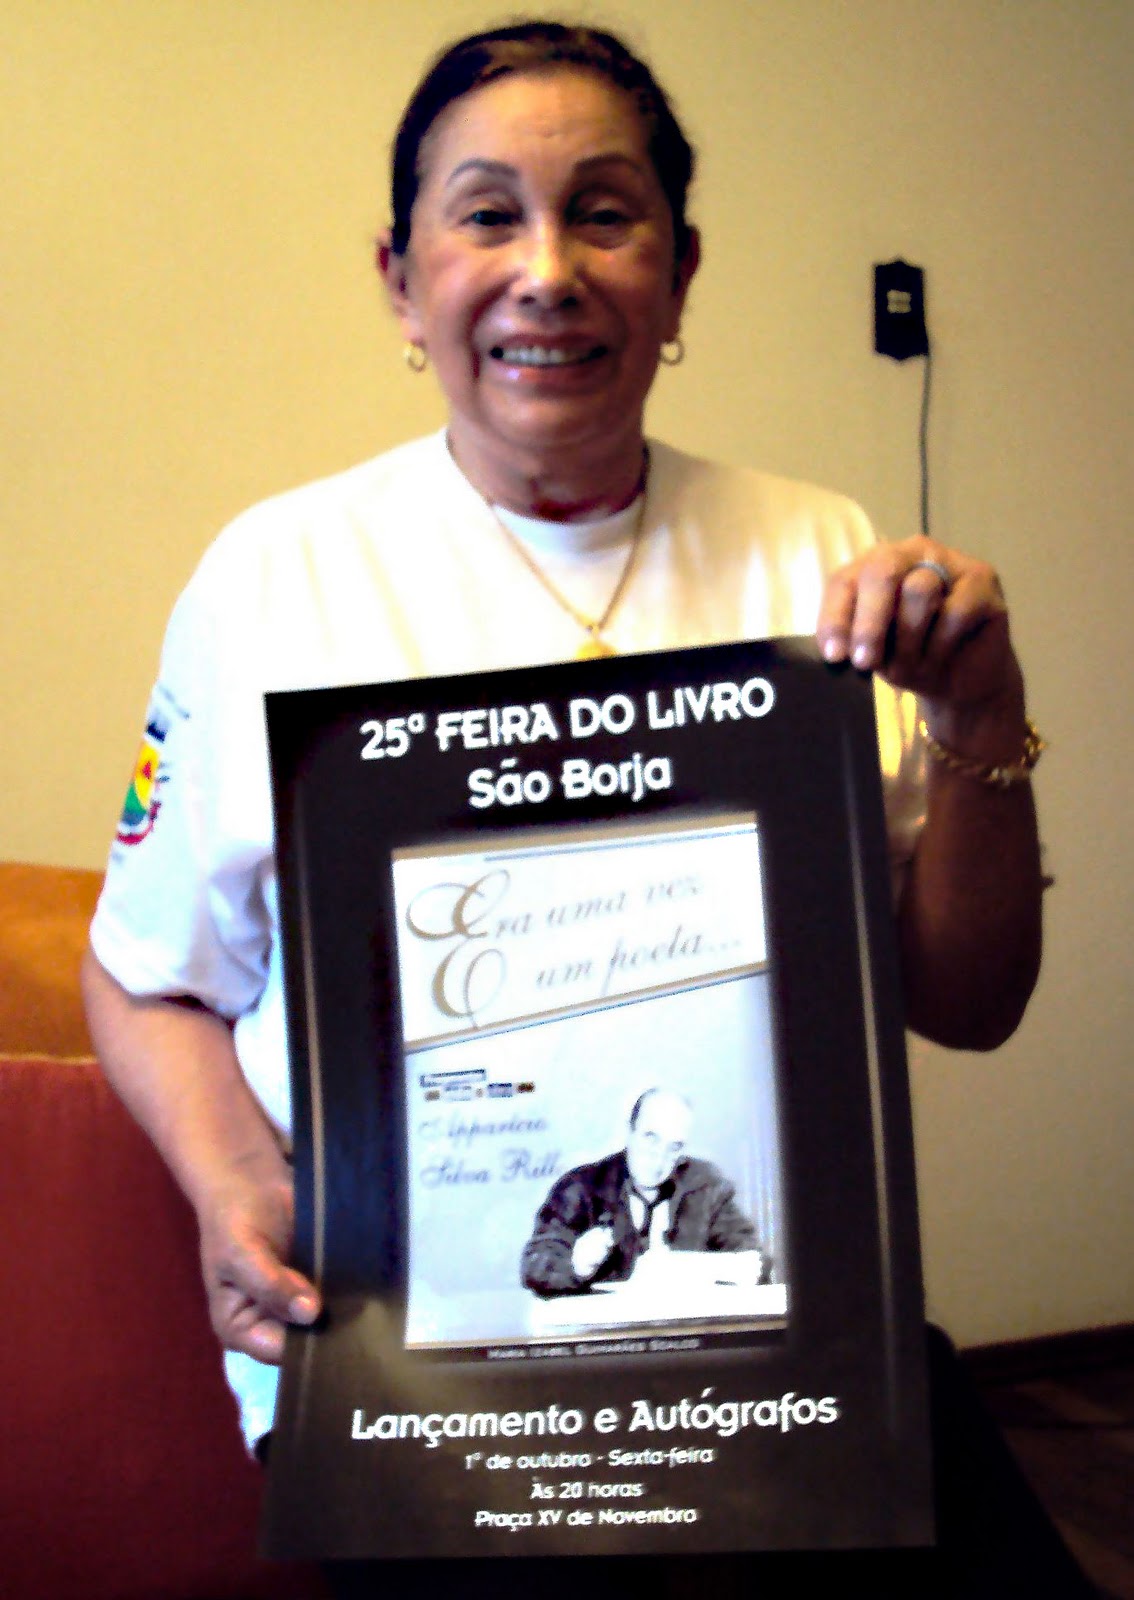 25ª FEIRA DO LIVRO
São Borja
Era uma vez
E um poeta...
Apparicio
Silva Rillo
Lançamento e Autógrafos
1º de outubro - Sexta-feira
Às 20 horas
Praça XV de Novembro